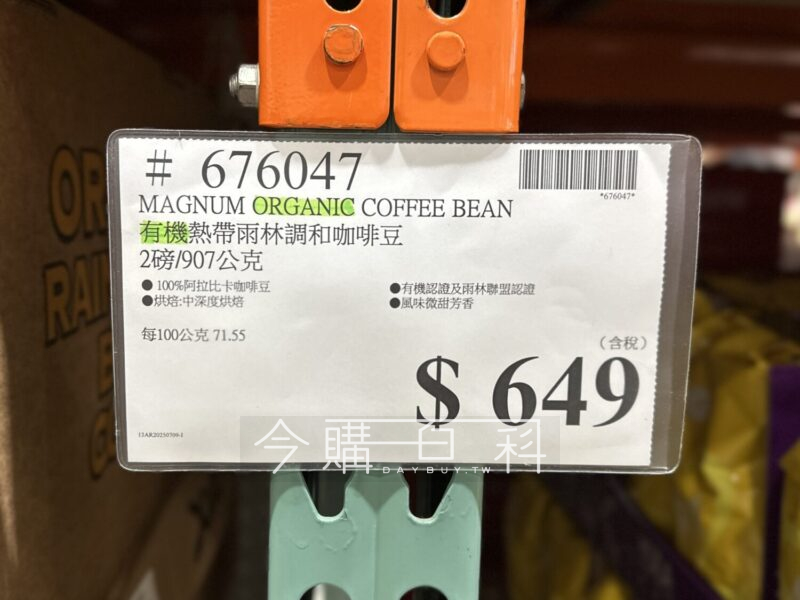 # 676047
*676047*
MAGNUM ORGANIC COFFEE BEAN
有機熱帶雨林調和咖啡豆
2磅/907公克
●100%阿拉比卡咖啡豆
●有機認證及雨林聯盟認證
●烘焙:中深度烘焙
●風味微甜芳香
每100公克 71.55
(含稅)
$ 649
13AR20250709-1
今購百科
DAYBUY.TW
OR
RAI